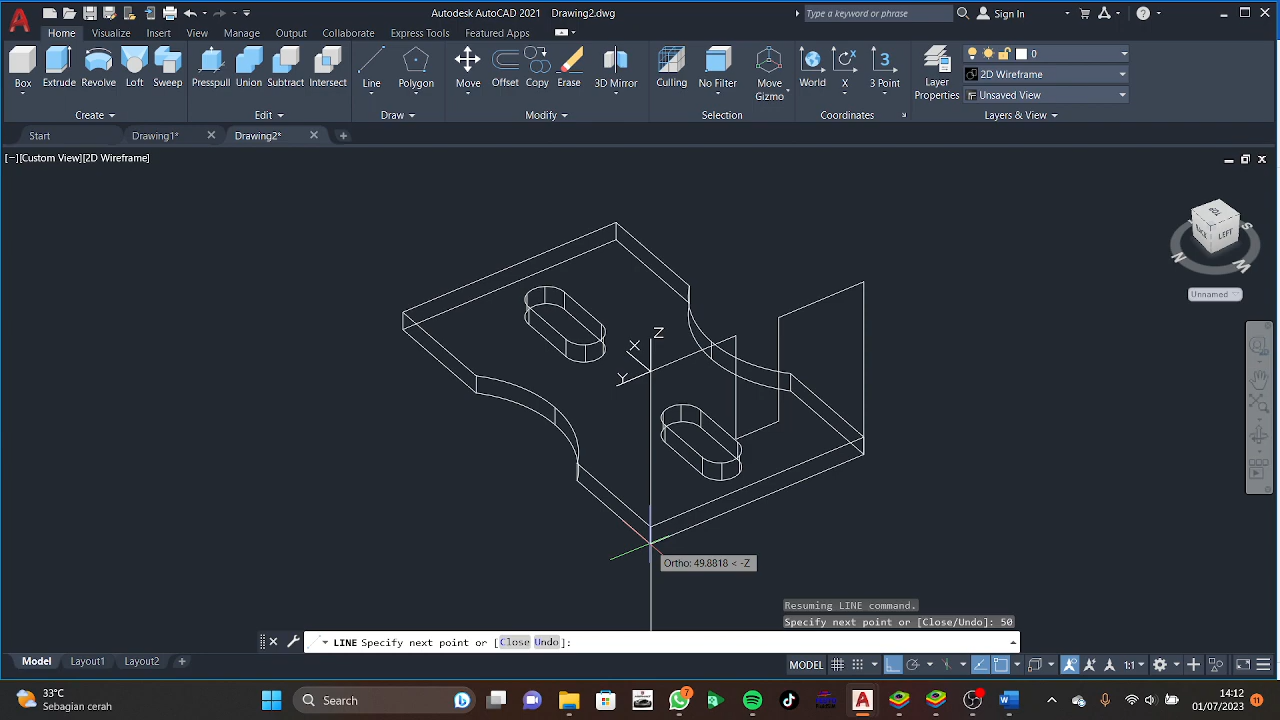 Autodesk AutoCAD 2021 Drawing2.dwg
Type a keyword or phrase
Sign In
Home Visualize Insert View Manage Output Collaborate Express Tools Featured Apps
Box Extrude Revolve Loft Sweep Presspull Union Subtract Intersect Line Polygon Move Offset Copy Erase 3D Mirror Culling No Filter Move Gizmo World X 3 Point Layer Properties
0
2D Wireframe
Unsaved View
Create Edit Draw Modify Selection Coordinates Layers & View
Start Drawing1* Drawing2*
[−][Custom View][2D Wireframe]
TOP
BACK LEFT
N S W
Unnamed
Z
X
Y
Ortho: 49.8818 < -Z
Resuming LINE command.
Specify next point or [Close/Undo]: 50
LINE Specify next point or [Close Undo]:
Model Layout1 Layout2
MODEL 1:1
33°C
Sebagian cerah
Search
7
14:12
01/07/2023
11